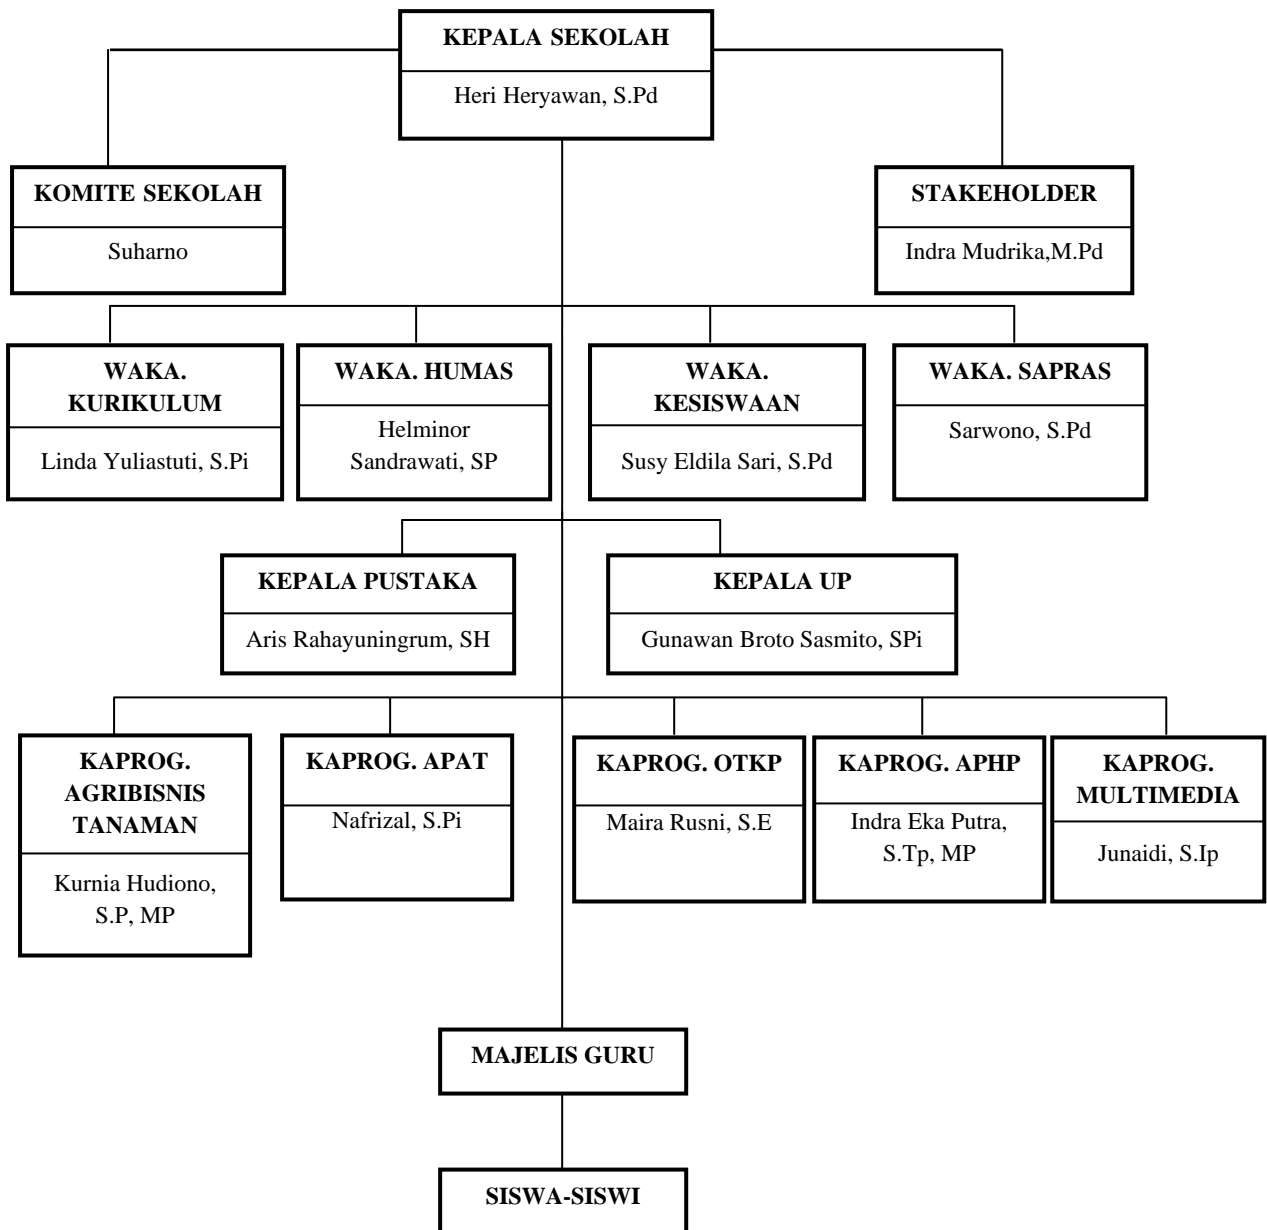 KEPALA SEKOLAH
Heri Heryawan, S.Pd
KOMITE SEKOLAH
Suharno
STAKEHOLDER
Indra Mudrika,M.Pd
WAKA.
KURIKULUM
Linda Yuliastuti, S.Pi
WAKA. HUMAS
Helminor
Sandrawati, SP
WAKA.
KESISWAAN
Susy Eldila Sari, S.Pd
WAKA. SAPRAS
Sarwono, S.Pd
KEPALA PUSTAKA
Aris Rahayuningrum, SH
KEPALA UP
Gunawan Broto Sasmito, SPi
KAPROG.
AGRIBISNIS
TANAMAN
Kurnia Hudiono,
S.P, MP
KAPROG. APAT
Nafrizal, S.Pi
KAPROG. OTKP
Maira Rusni, S.E
KAPROG. APHP
Indra Eka Putra,
S.Tp, MP
KAPROG.
MULTIMEDIA
Junaidi, S.Ip
MAJELIS GURU
SISWA-SISWI